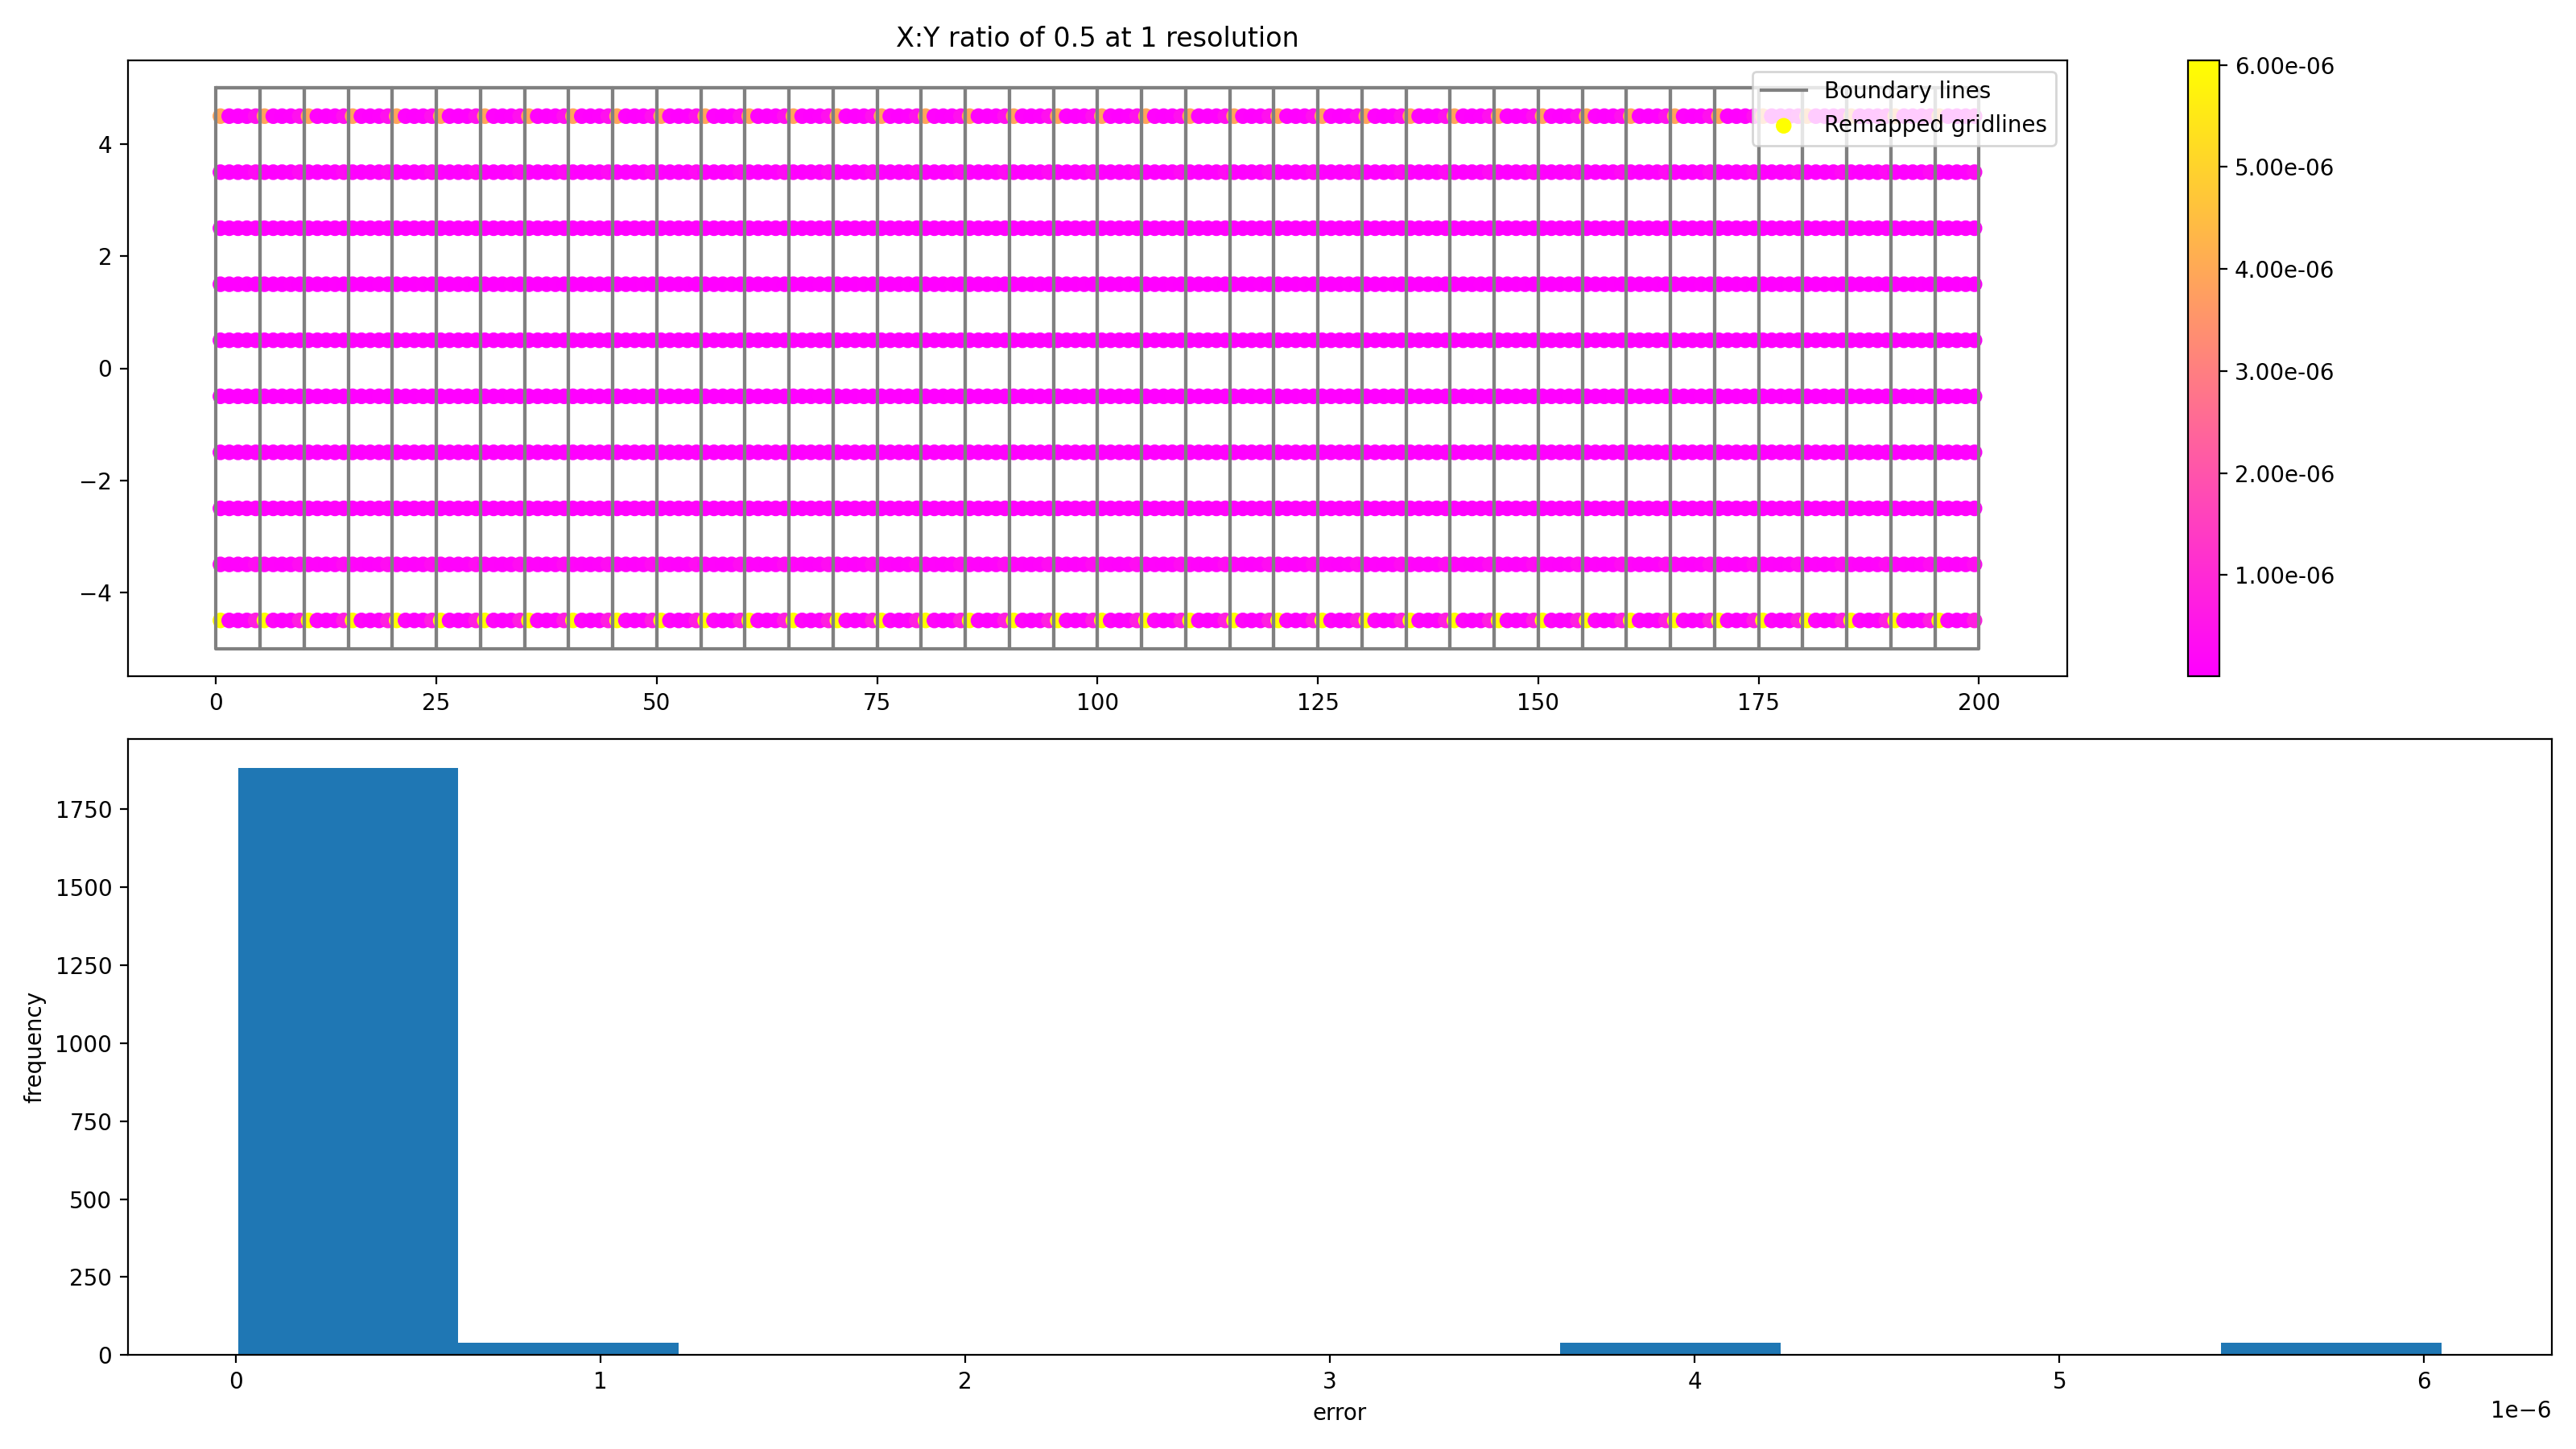 X:Y ratio of 0.5 at 1 resolution
Boundary lines
Remapped gridlines
4
2
0
−2
−4
0 25 50 75 100 125 150 175 200
6.00e-06
5.00e-06
4.00e-06
3.00e-06
2.00e-06
1.00e-06
frequency
1750
1500
1250
1000
750
500
250
0
0 1 2 3 4 5 6
error
1e−6